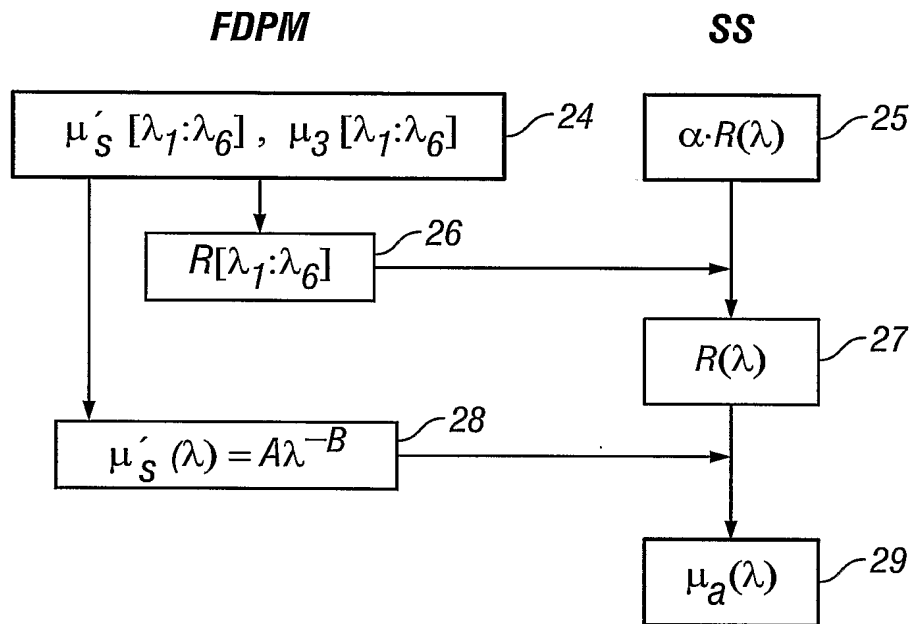 FDPM SS
μ´s [λ1:λ6] , μ3 [λ1:λ6] 24
α·R(λ) 25
R[λ1:λ6] 26
R(λ) 27
μ´s (λ) = Aλ–B 28
μa(λ) 29